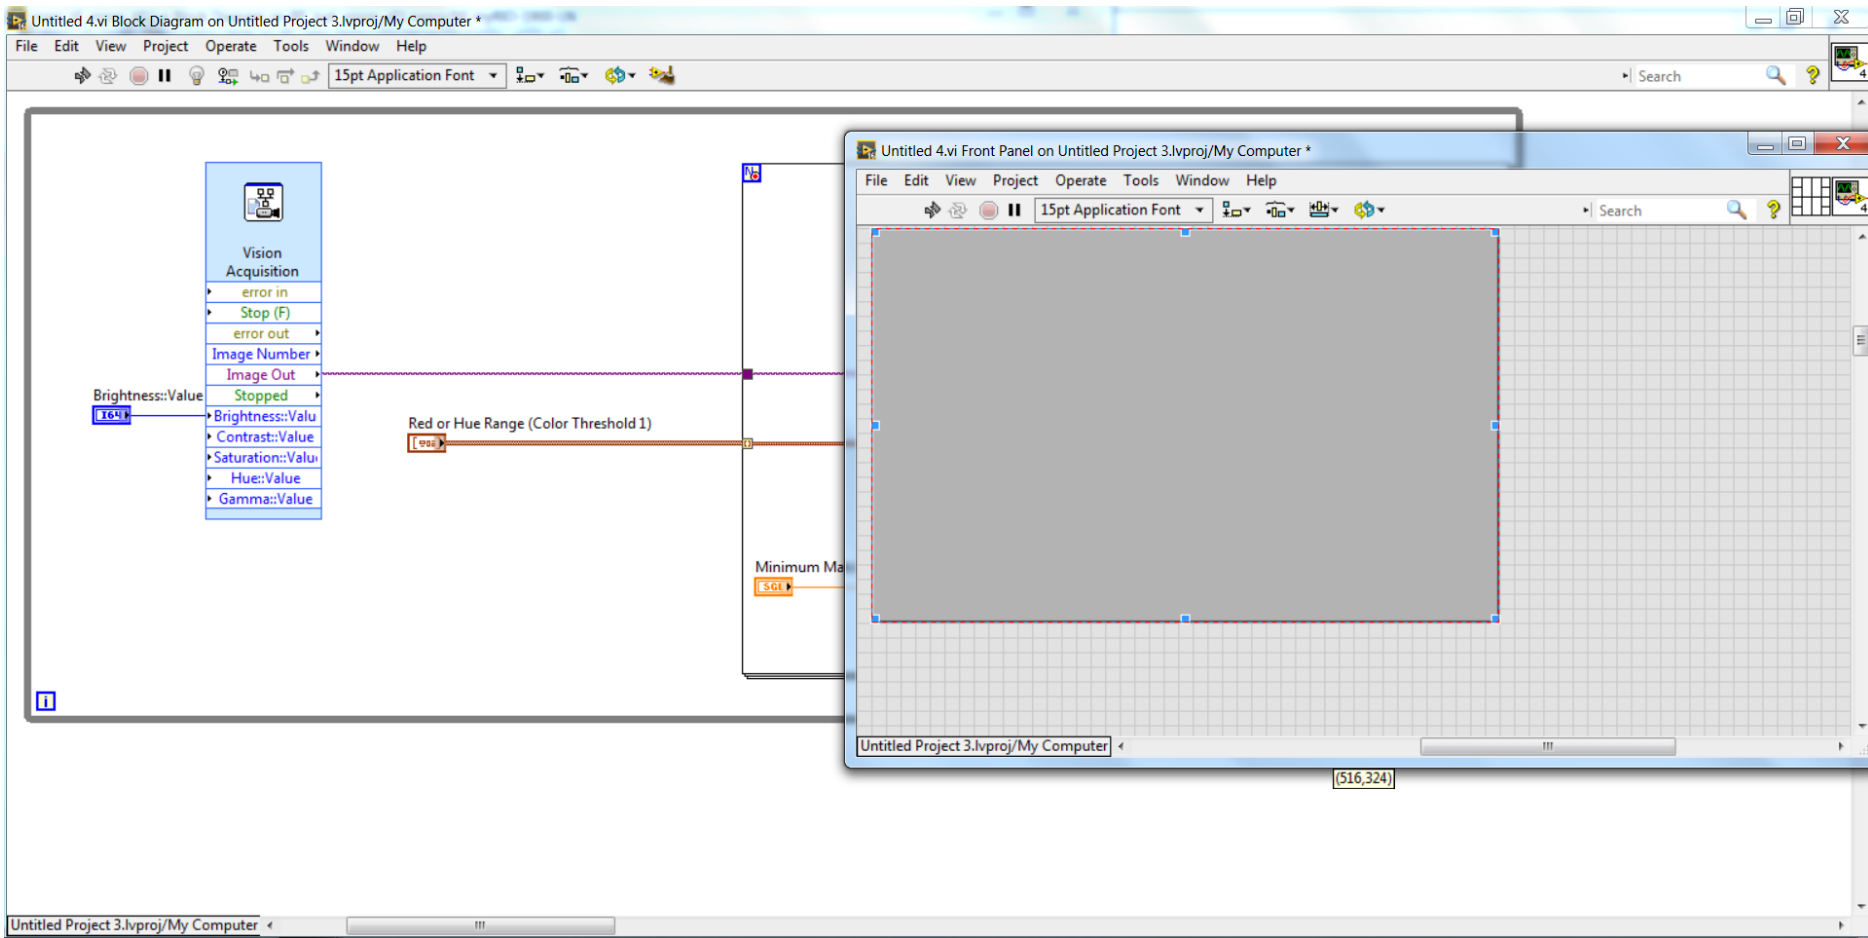 Untitled 4.vi Block Diagram on Untitled Project 3.lvproj/My Computer *
File Edit View Project Operate Tools Window Help
15pt Application Font
Search
4
Vision
Acquisition
error in
Stop (F)
error out
Image Number
Image Out
Stopped
Brightness::Valu
Contrast::Value
Saturation::Valu
Hue::Value
Gamma::Value
Brightness::Value
I64
Red or Hue Range (Color Threshold 1)
N
Minimum Ma
SGL
i
Untitled Project 3.lvproj/My Computer
Untitled 4.vi Front Panel on Untitled Project 3.lvproj/My Computer *
File Edit View Project Operate Tools Window Help
15pt Application Font
Search
4
Untitled Project 3.lvproj/My Computer
(516,324)